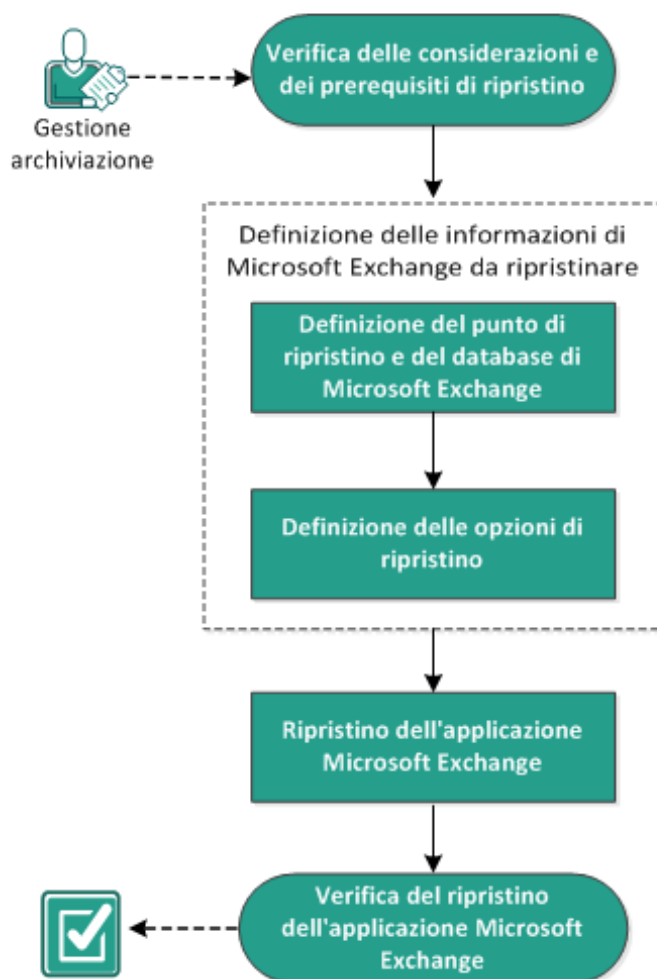 Verifica delle considerazioni e
dei prerequisiti di ripristino
Gestione
archiviazione
Definizione delle informazioni di
Microsoft Exchange da ripristinare
Definizione del punto di
ripristino e del database di
Microsoft Exchange
Definizione delle opzioni di
ripristino
Ripristino dell'applicazione
Microsoft Exchange
Verifica del ripristino
dell'applicazione Microsoft
Exchange